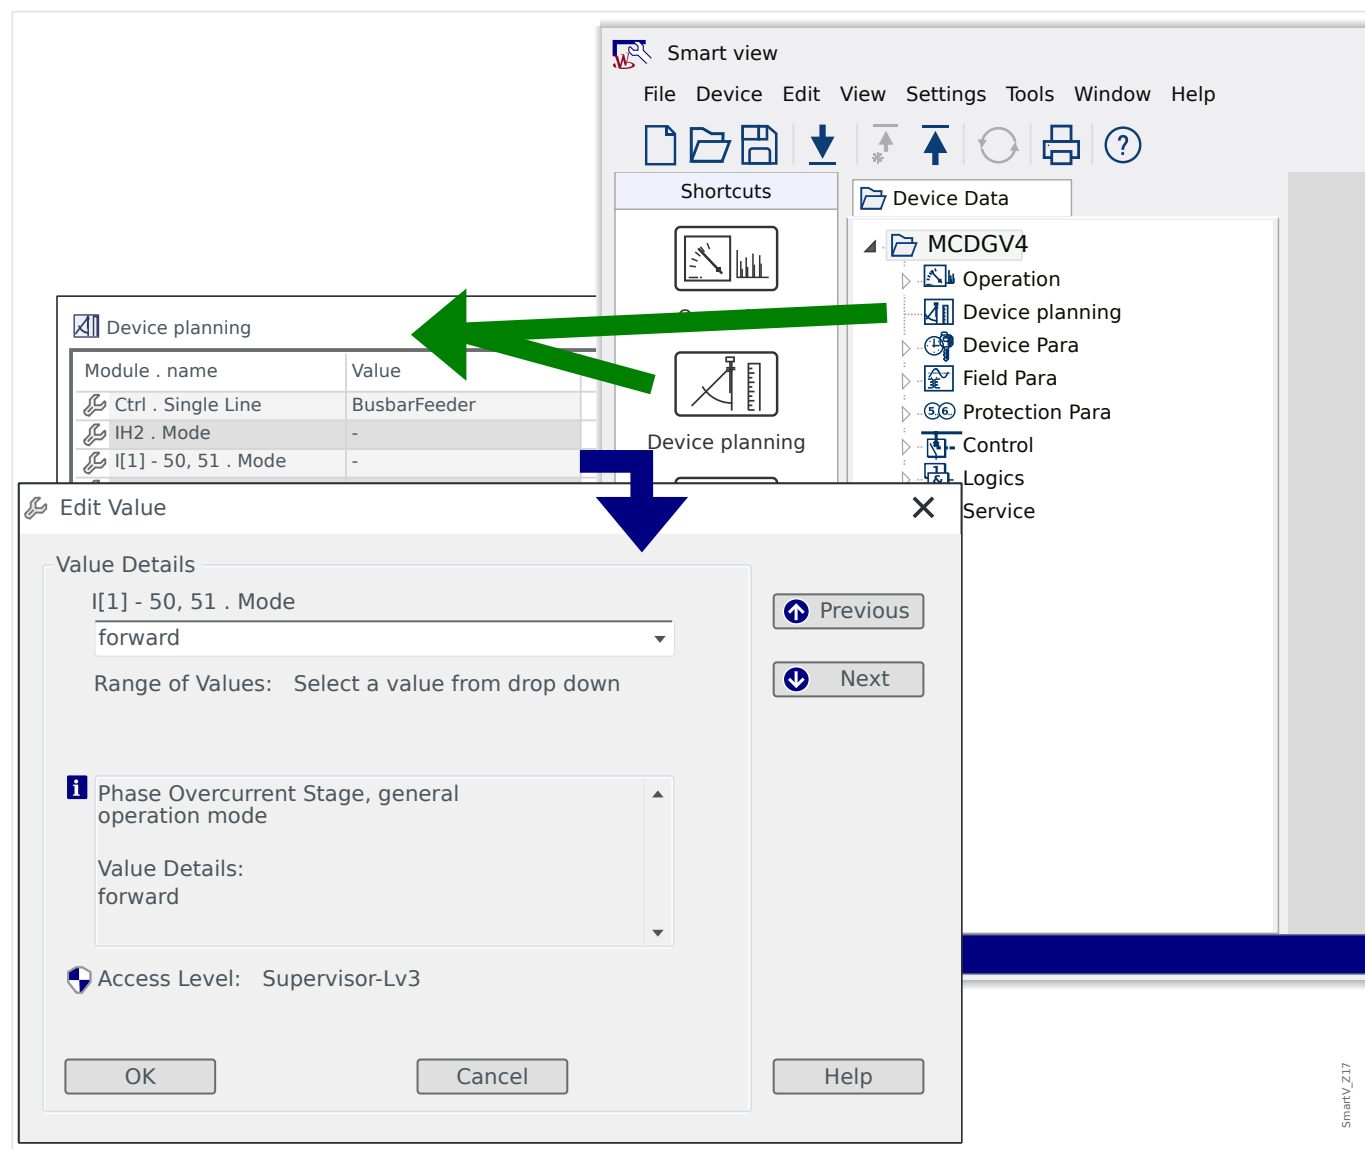 Smart view
File Device Edit View Settings Tools Window Help
Shortcuts
Device Data
MCDGV4
Operation
Device planning
Device Para
Field Para
Protection Para
Control
Logics
Service
Device planning
Device planning
Module . name Value
Ctrl . Single Line BusbarFeeder
IH2 . Mode -
I[1] - 50, 51 . Mode -
Edit Value
Value Details
I[1] - 50, 51 . Mode
forward
Range of Values: Select a value from drop down
Previous
Next
Phase Overcurrent Stage, general
operation mode
Value Details:
forward
Access Level: Supervisor-Lv3
OK Cancel Help
SmartV_Z17